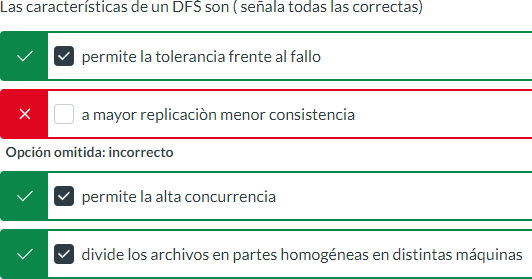 Las características de un DFS son ( señala todas las correctas)
permite la tolerancia frente al fallo
a mayor replicaciòn menor consistencia
Opción omitida: incorrecto
permite la alta concurrencia
divide los archivos en partes homogéneas en distintas máquinas